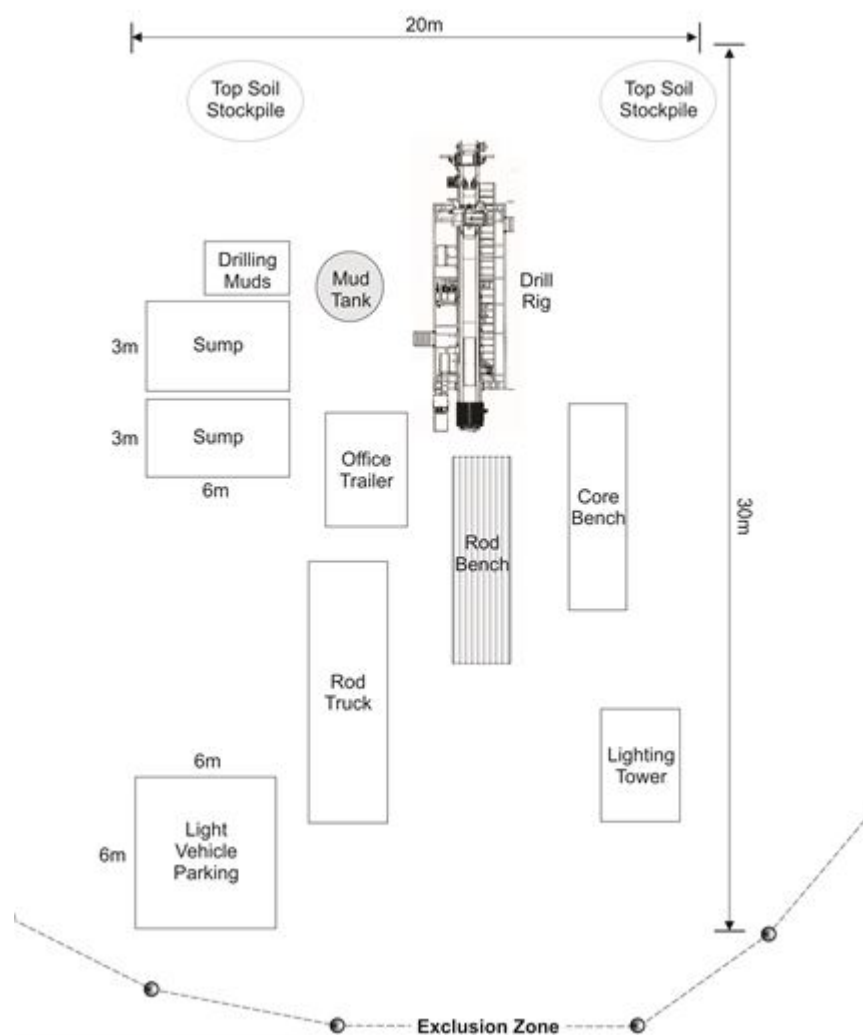 20m
Top Soil
Stockpile
Top Soil
Stockpile
Drilling
Muds
Mud
Tank
Drill
Rig
3m
Sump
3m
Sump
6m
Office
Trailer
Core
Bench
30m
Rod
Bench
Rod
Truck
Lighting
Tower
6m
6m
Light
Vehicle
Parking
Exclusion Zone